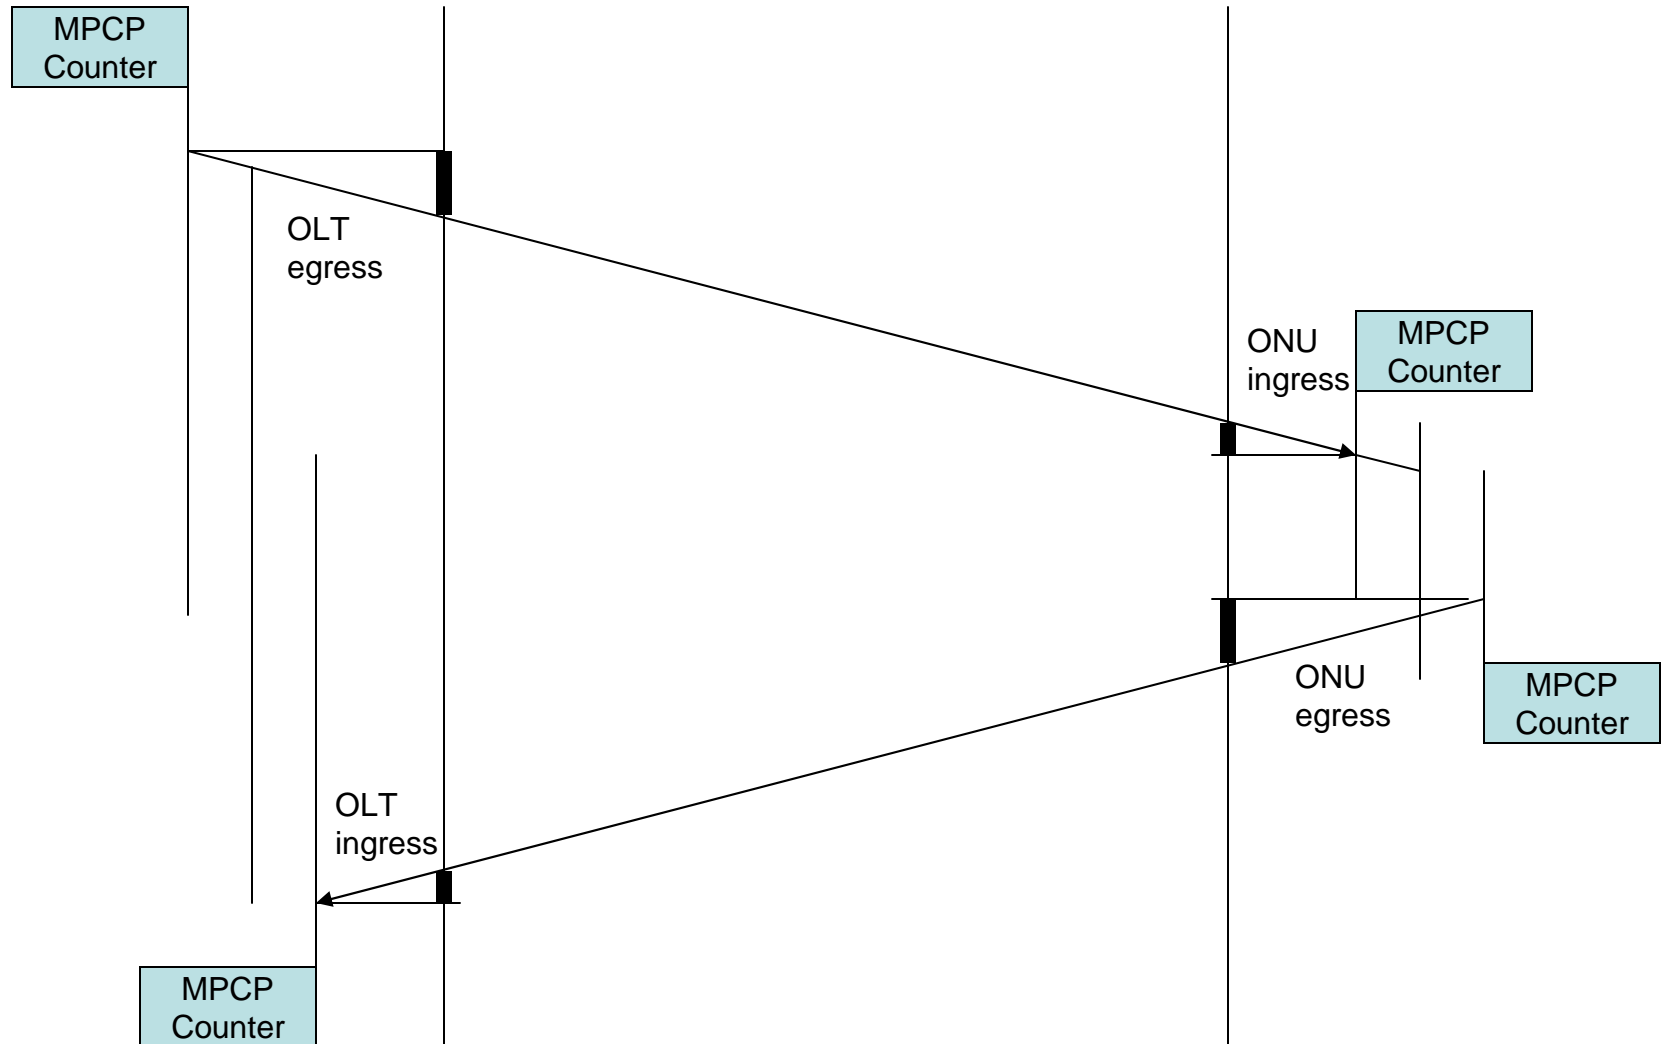 MPCP
Counter
OLT
egress
ONU
ingress
MPCP
Counter
ONU
egress
MPCP
Counter
OLT
ingress
MPCP
Counter